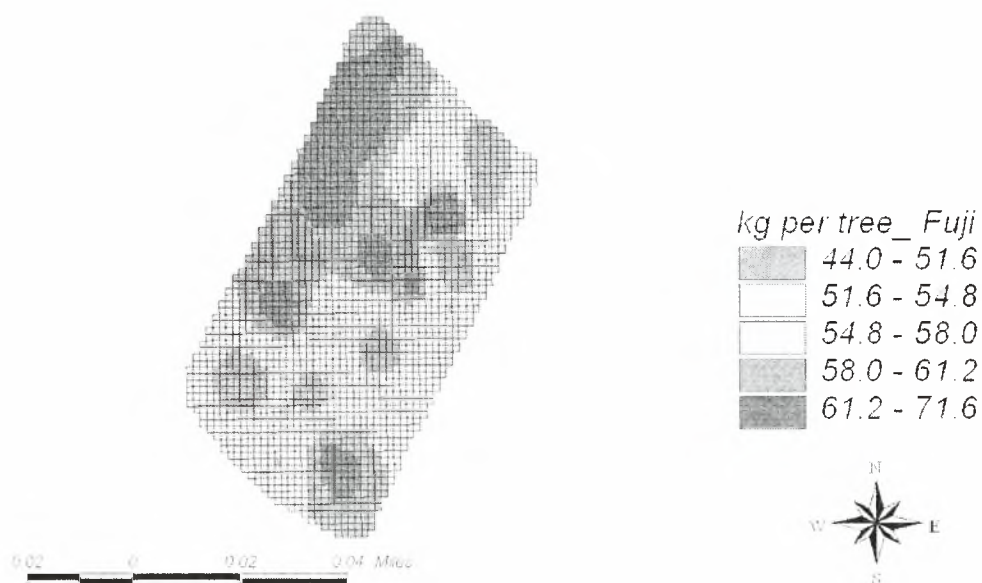 kg per tree_ Fuji
44.0 - 51.6
51.6 - 54.8
54.8 - 58.0
58.0 - 61.2
61.2 - 71.6
N
W E
S
0.02 0 0.02 0.04 Miles